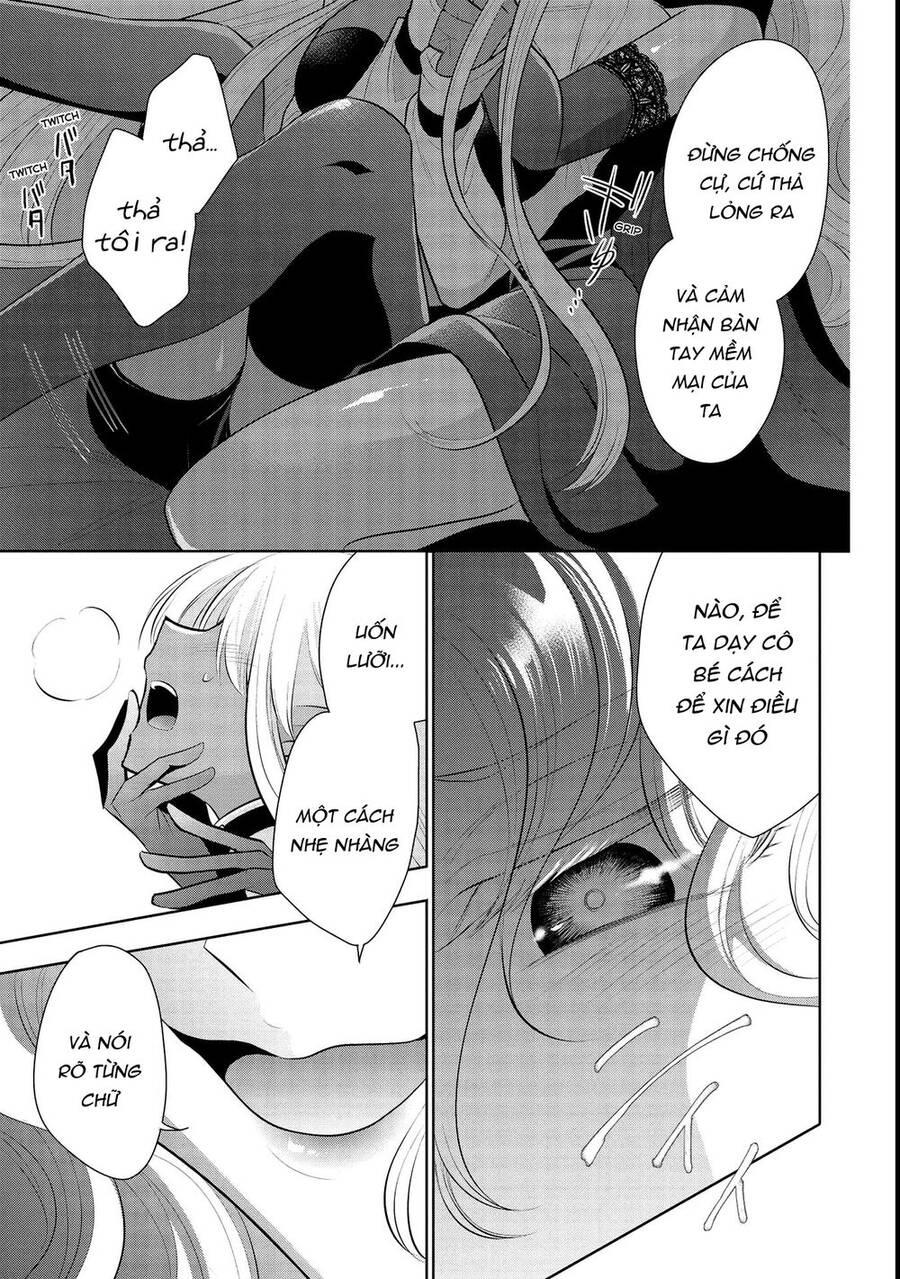 ĐỪNG CHỐNG
CỰ, CỨ THẢ
LỎNG RA
VÀ CẢM
NHẬN BÀN
TAY MỀM
MẠI CỦA
TA
GRIP
ギュ...
thả...
thả
tôi ra!
TWITCH
バタ
TWITCH
バタ
NÀO, ĐỂ
TA DẠY CÔ
BÉ CÁCH
ĐỂ XIN ĐIỀU
GÌ ĐÓ
UỐN
LƯỠI...
MỘT CÁCH
NHẸ NHÀNG
VÀ NÓI
RÕ TỪNG
CHỮ